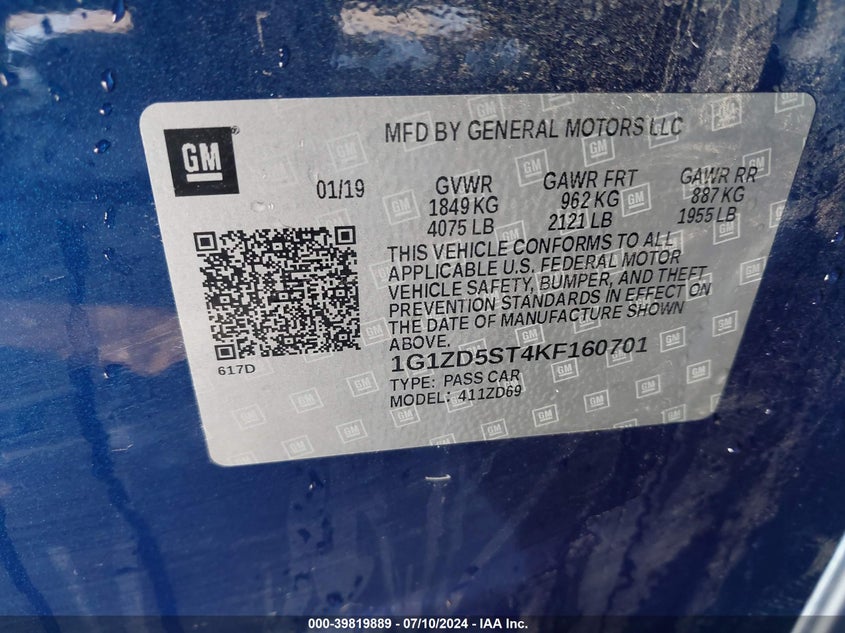 GM
MFD BY GENERAL MOTORS LLC
01/19
GVWR
1849 KG
4075 LB
GAWR FRT
962 KG
2121 LB
GAWR RR
887 KG
1955 LB
THIS VEHICLE CONFORMS TO ALL
APPLICABLE U.S. FEDERAL MOTOR
VEHICLE SAFETY, BUMPER, AND THEFT
PREVENTION STANDARDS IN EFFECT ON
THE DATE OF MANUFACTURE SHOWN
ABOVE.
1G1ZD5ST4KF160701
TYPE: PASS CAR
MODEL: 411ZD69
617D
000-39819889 - 07/10/2024 - IAA Inc.